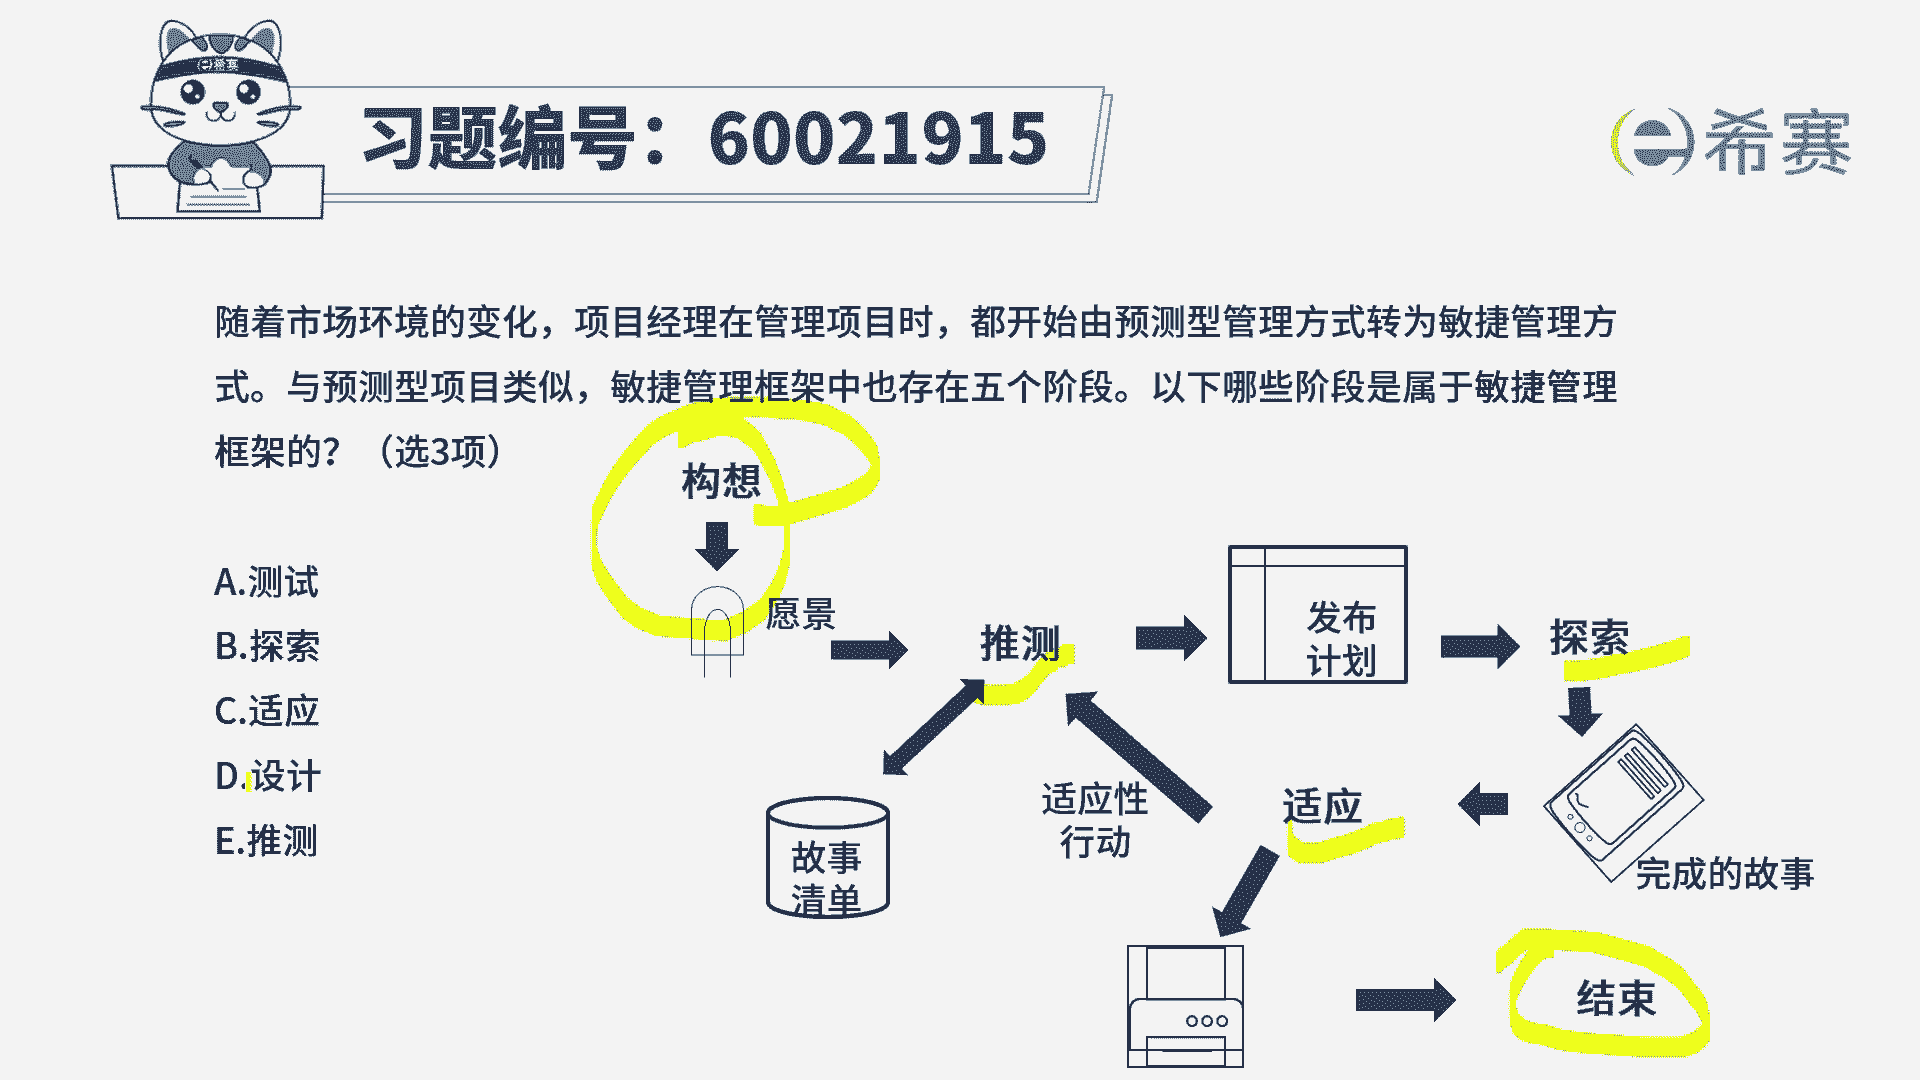 希赛
习题编号：60021915
希赛
随着市场环境的变化，项目经理在管理项目时，都开始由预测型管理方式转为敏捷管理方
式。与预测型项目类似，敏捷管理框架中也存在五个阶段。以下哪些阶段是属于敏捷管理
框架的？（选3项）
构想
愿景
推测
发布
计划
探索
A.测试
B.探索
C.适应
D.设计
E.推测
适应性
行动
适应
故事
清单
完成的故事
结束